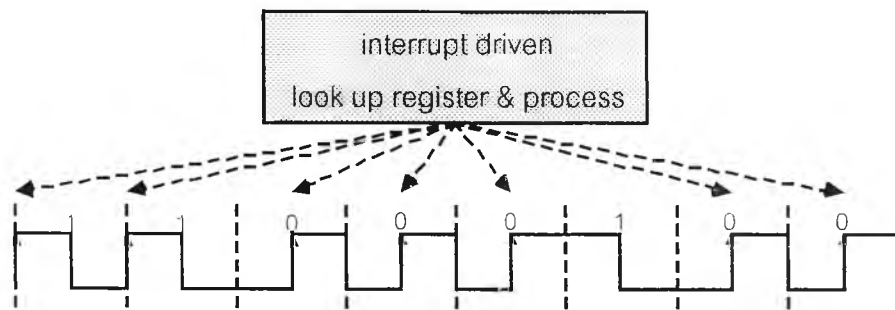 interrupt driven
look up register & process
1 1 0 0 0 1 0 0